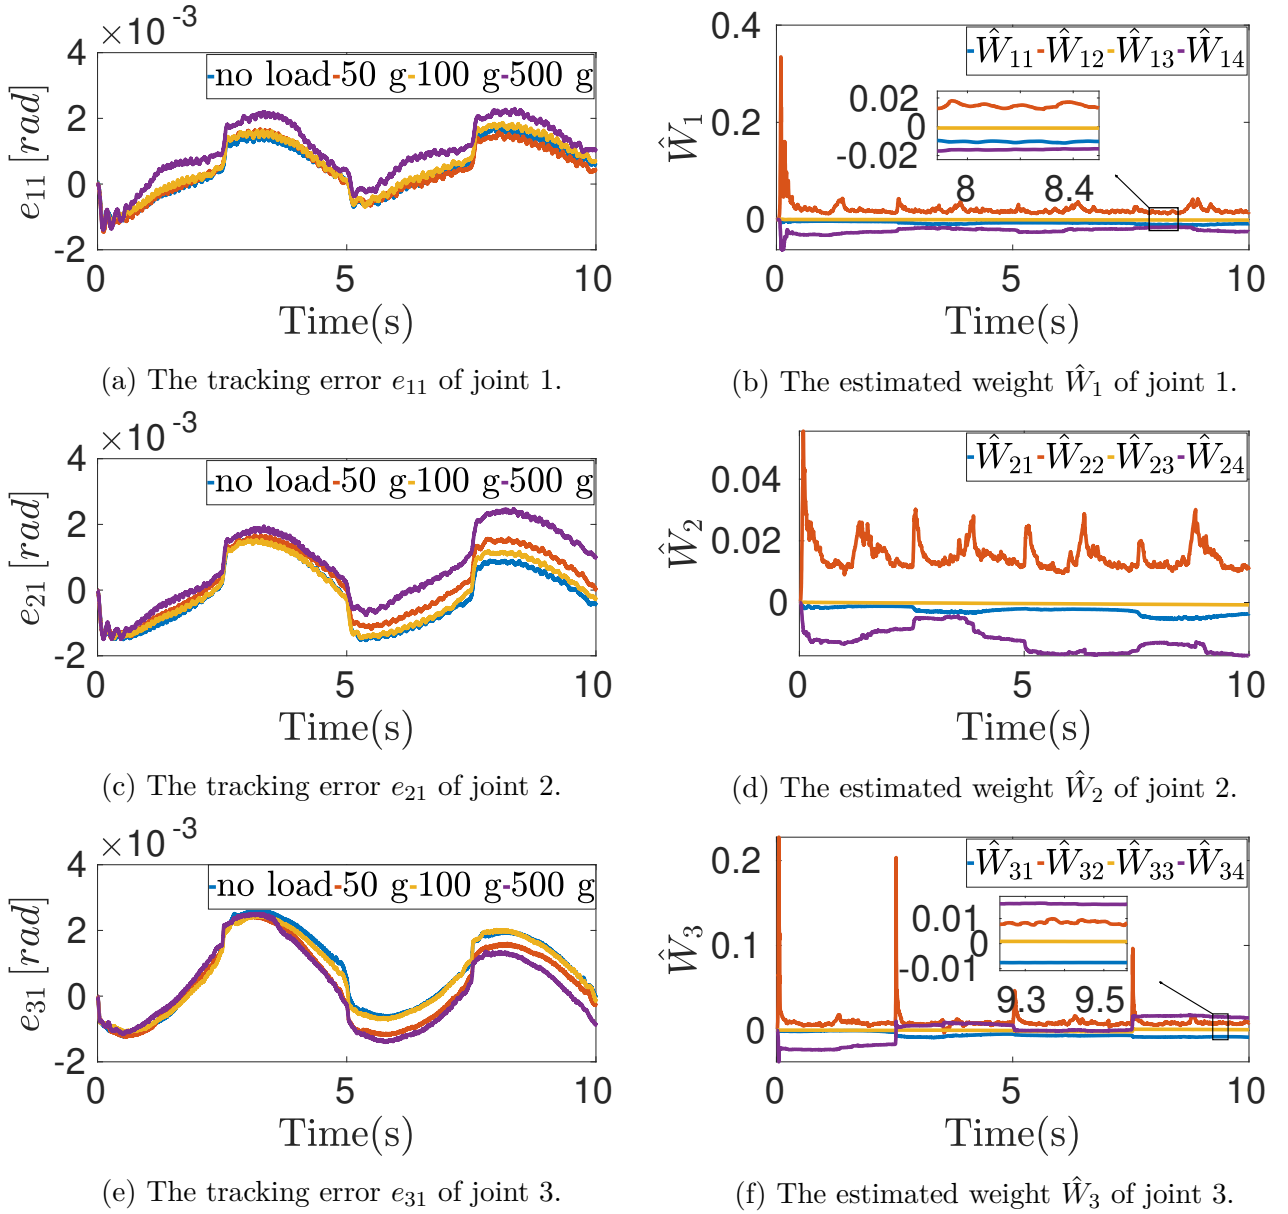 ×10⁻³
4
2
0
-2
e₁₁ [rad]
no load 50 g 100 g 500 g
0 5 10
Time(s)
(a) The tracking error e₁₁ of joint 1.
0.4
0.2
0
Ŵ₁
Ŵ₁₁ Ŵ₁₂ Ŵ₁₃ Ŵ₁₄
0.02
0
-0.02
8 8.4
0 5 10
Time(s)
(b) The estimated weight Ŵ₁ of joint 1.
×10⁻³
4
2
0
-2
e₂₁ [rad]
no load 50 g 100 g 500 g
0 5 10
Time(s)
(c) The tracking error e₂₁ of joint 2.
0.04
0.02
0
Ŵ₂
Ŵ₂₁ Ŵ₂₂ Ŵ₂₃ Ŵ₂₄
0 5 10
Time(s)
(d) The estimated weight Ŵ₂ of joint 2.
×10⁻³
4
2
0
-2
e₃₁ [rad]
no load 50 g 100 g 500 g
0 5 10
Time(s)
(e) The tracking error e₃₁ of joint 3.
0.2
0.1
0
Ŵ₃
Ŵ₃₁ Ŵ₃₂ Ŵ₃₃ Ŵ₃₄
0.01
0
-0.01
9.3 9.5
0 5 10
Time(s)
(f) The estimated weight Ŵ₃ of joint 3.